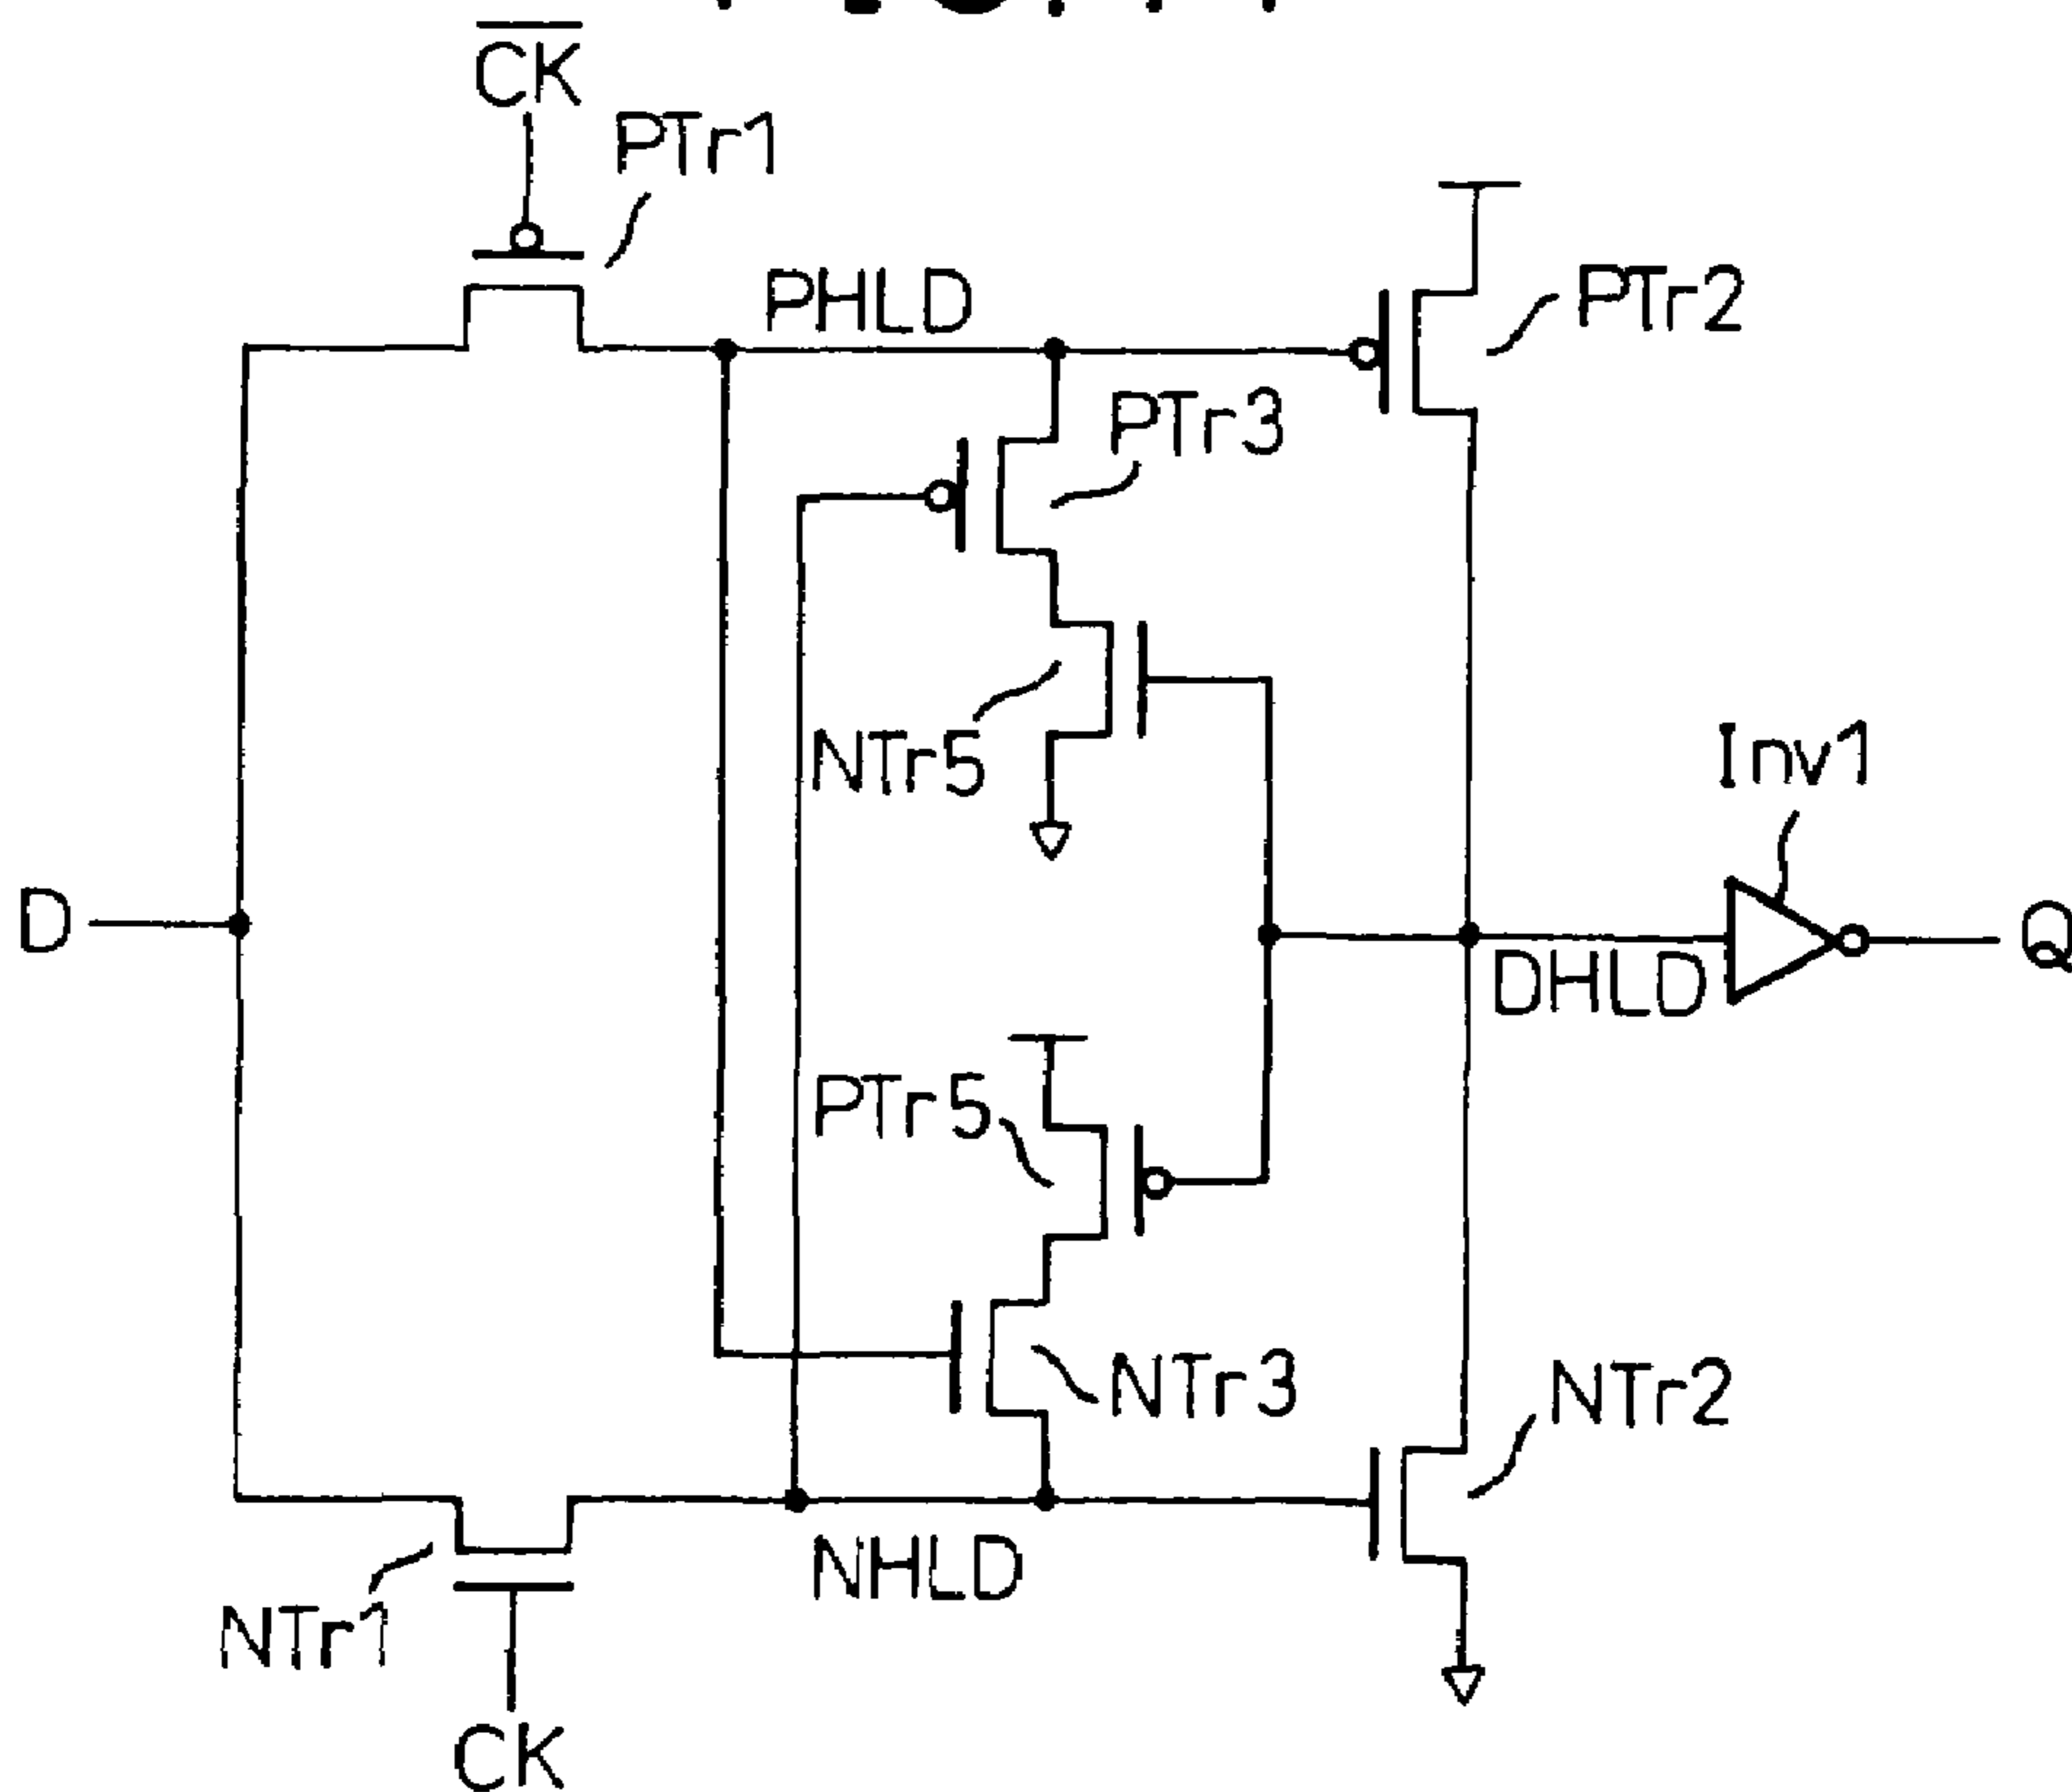 CK
PTr1
PHLD
PTr2
PTr3
NTr5
Inv1
D
Q
DHLD
PTr5
NTr3
NTr2
NHLD
NTr1
CK